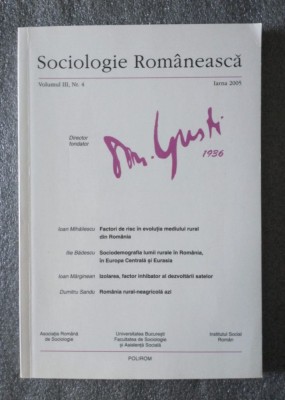 Sociologie Românească
Volumul III, Nr. 4 Iarna 2005
Director
fondator
Dm. Gusti
1936
Ioan Mihăilescu Factori de risc în evoluția mediului rural
din România
Ilie Bădescu Sociodemografia lumii rurale în România,
în Europa Centrală și Eurasia
Ioan Mărginean Izolarea, factor inhibator al dezvoltării satelor
Dumitru Sandu România rural-neagricolă azi
Asociația Română Universitatea București Institutul Social
de Sociologie Facultatea de Sociologie Român
și Asistență Socială
POLIROM